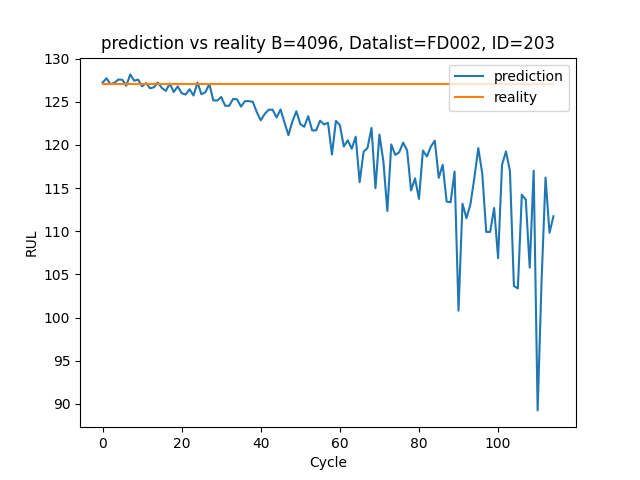 prediction vs reality B=4096, Datalist=FD002, ID=203
prediction
reality
RUL
130
125
120
115
110
105
100
95
90
0 20 40 60 80 100
Cycle